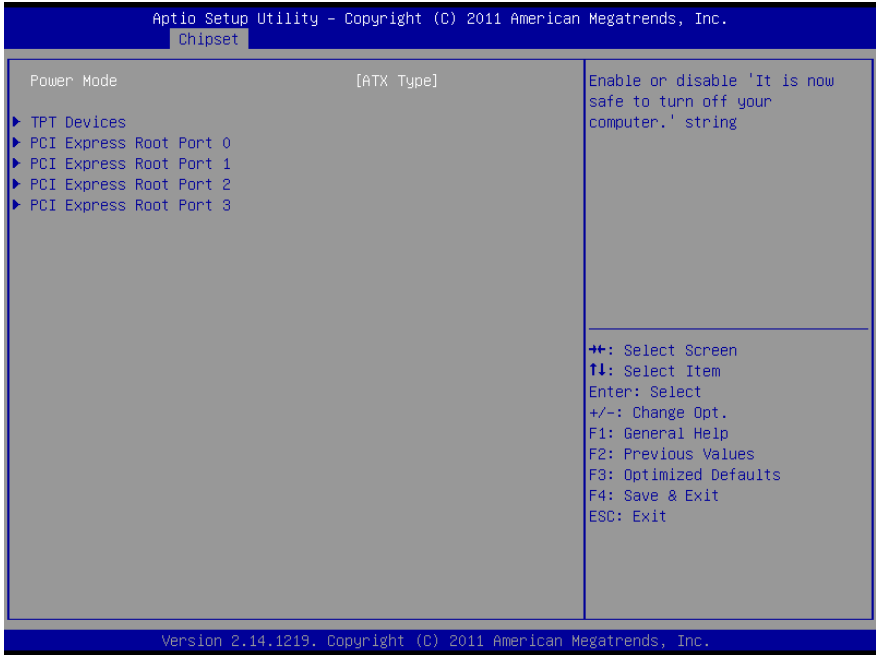 Aptio Setup Utility – Copyright (C) 2011 American Megatrends, Inc.
Chipset
Power Mode [ATX Type]
TPT Devices
PCI Express Root Port 0
PCI Express Root Port 1
PCI Express Root Port 2
PCI Express Root Port 3
Enable or disable 'It is now
safe to turn off your
computer.' string
→←: Select Screen
↑↓: Select Item
Enter: Select
+/-: Change Opt.
F1: General Help
F2: Previous Values
F3: Optimized Defaults
F4: Save & Exit
ESC: Exit
Version 2.14.1219. Copyright (C) 2011 American Megatrends, Inc.